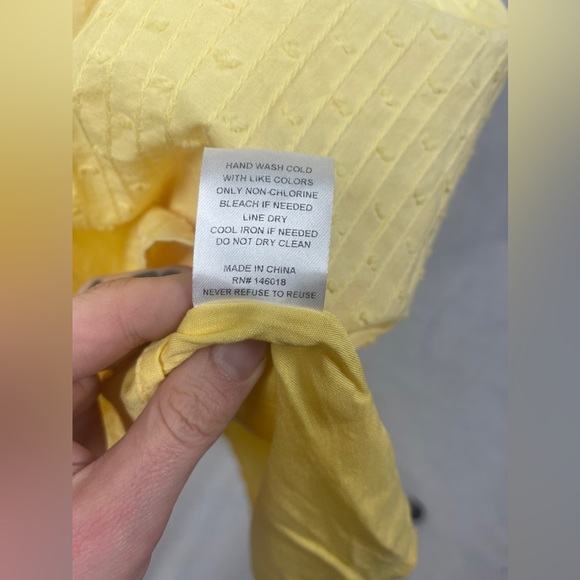 HAND WASH COLD
WITH LIKE COLORS
ONLY NON-CHLORINE
BLEACH IF NEEDED
LINE DRY
COOL IRON IF NEEDED
DO NOT DRY CLEAN
MADE IN CHINA
RN# 146018
NEVER REFUSE TO REUSE